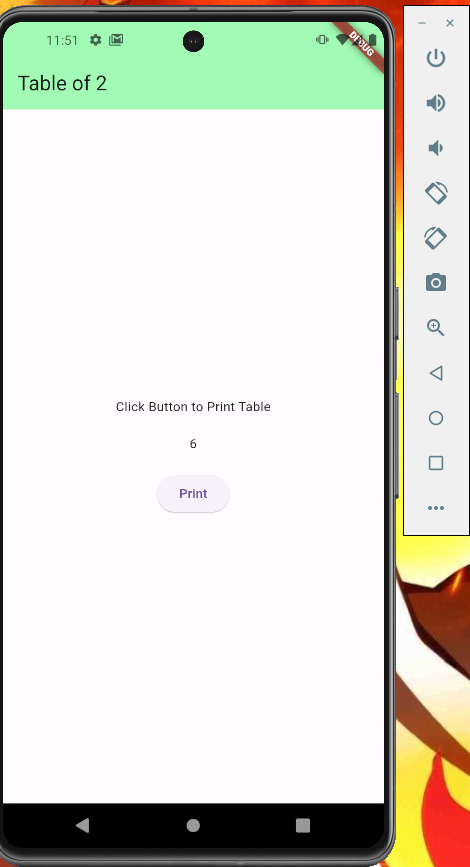 11:51
DEBUG
Table of 2
Click Button to Print Table
6
Print